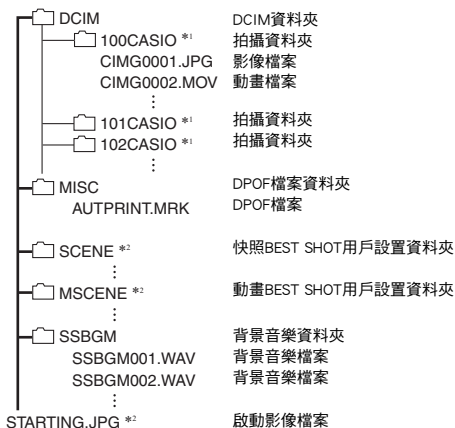 DCIM DCIM資料夾
100CASIO *1 拍攝資料夾
CIMG0001.JPG 影像檔案
CIMG0002.MOV 動畫檔案
⋮
101CASIO *1 拍攝資料夾
102CASIO *1 拍攝資料夾
⋮
MISC DPOF檔案資料夾
AUTPRINT.MRK DPOF檔案
SCENE *2 快照BEST SHOT用戶設置資料夾
⋮
MSCENE *2 動畫BEST SHOT用戶設置資料夾
⋮
SSBGM 背景音樂資料夾
SSBGM001.WAV 背景音樂檔案
SSBGM002.WAV 背景音樂檔案
⋮
STARTING.JPG *2 啟動影像檔案